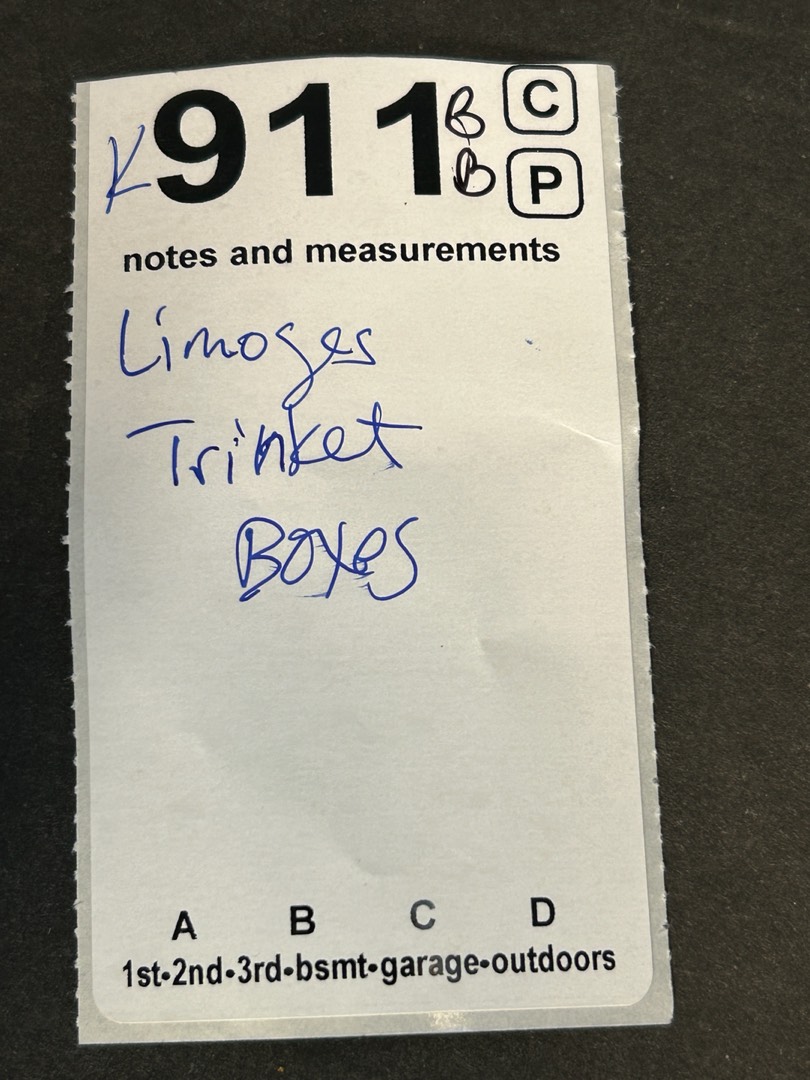 K911BB C
P
notes and measurements
Limoges
Trinket
Boxes
A B C D
1st•2nd•3rd•bsmt•garage•outdoors